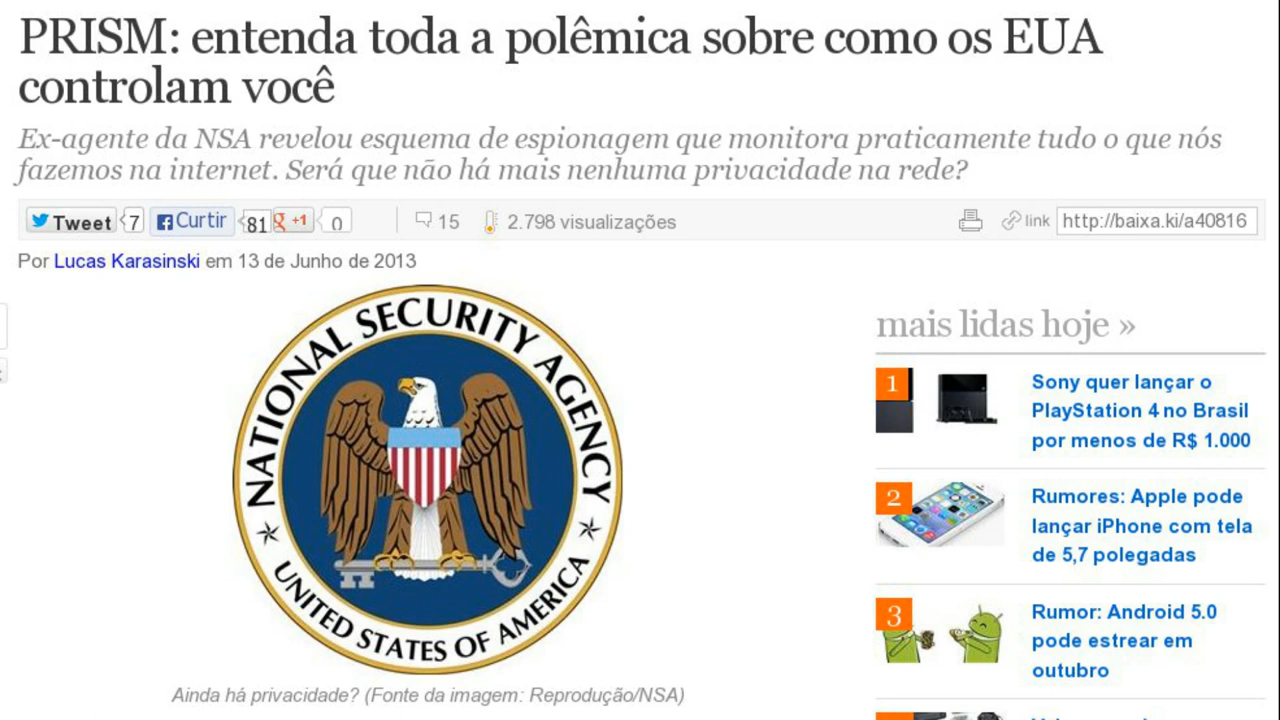 PRISM: entenda toda a polêmica sobre como os EUA
controlam você
Ex-agente da NSA revelou esquema de espionagem que monitora praticamente tudo o que nós
fazemos na internet. Será que não há mais nenhuma privacidade na rede?
Tweet 7 Curtir 81 +1 0 15 2.798 visualizações link http://baixa.ki/a40816
Por Lucas Karasinski em 13 de Junho de 2013
NATIONAL SECURITY AGENCY
UNITED STATES OF AMERICA
Ainda há privacidade? (Fonte da imagem: Reprodução/NSA)
mais lidas hoje »
1
Sony quer lançar o
PlayStation 4 no Brasil
por menos de R$ 1.000
2
Rumores: Apple pode
lançar iPhone com tela
de 5,7 polegadas
3
Rumor: Android 5.0
pode estrear em
outubro